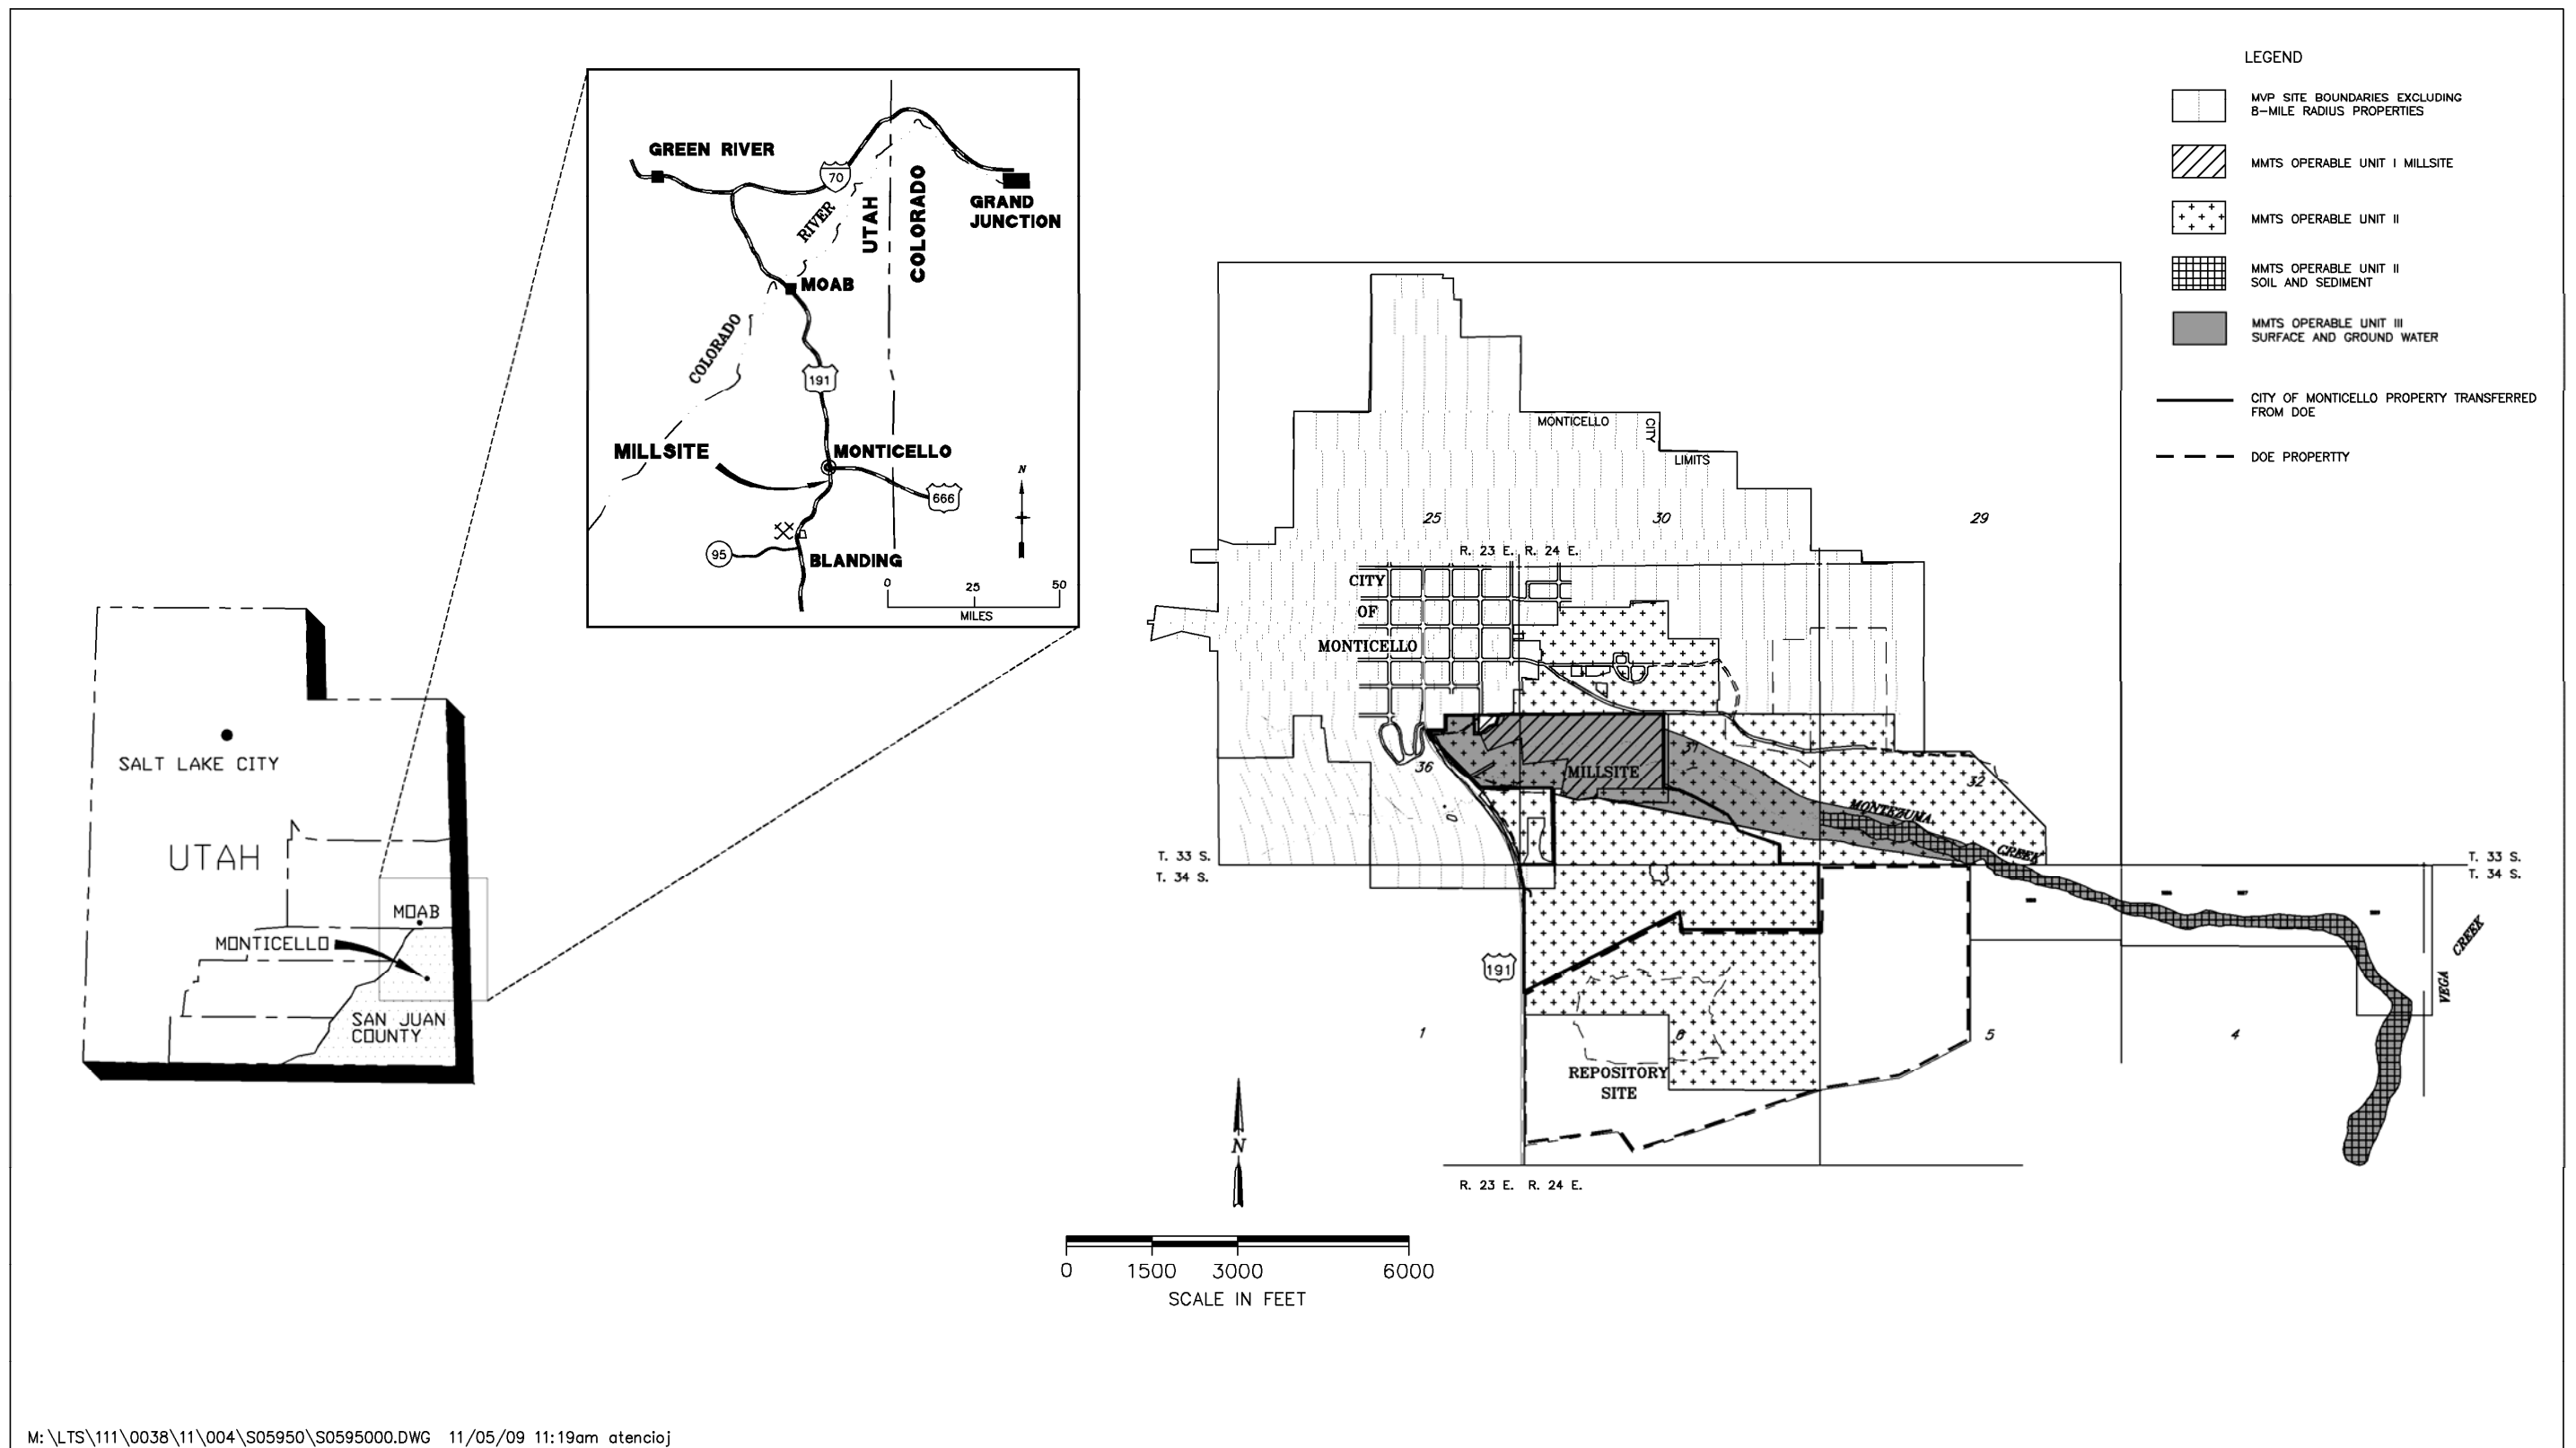 LEGEND
MVP SITE BOUNDARIES EXCLUDING
8-MILE RADIUS PROPERTIES
MMTS OPERABLE UNIT I MILLSITE
MMTS OPERABLE UNIT II
MMTS OPERABLE UNIT II
SOIL AND SEDIMENT
MMTS OPERABLE UNIT III
SURFACE AND GROUND WATER
CITY OF MONTICELLO PROPERTY TRANSFERRED
FROM DOE
DOE PROPERTTY
GREEN RIVER
70
GRAND
JUNCTION
UTAH
COLORADO
RIVER
MOAB
COLORADO
191
MILLSITE
MONTICELLO
666
N
95
BLANDING
0 25 50
MILES
SALT LAKE CITY
UTAH
MOAB
MONTICELLO
SAN JUAN
COUNTY
MONTICELLO
CITY
LIMITS
25
30
29
R. 23 E. R. 24 E.
CITY
OF
MONTICELLO
36
31
MILLSITE
32
MONTEZUMA
CREEK
T. 33 S.
T. 34 S.
T. 33 S.
T. 34 S.
VEGA
CREEK
191
1
6
5
4
REPOSITORY
SITE
R. 23 E. R. 24 E.
N
0 1500 3000 6000
SCALE IN FEET
M:\LTS\111\0038\11\004\S05950\S0595000.DWG 11/05/09 11:19am atencioj